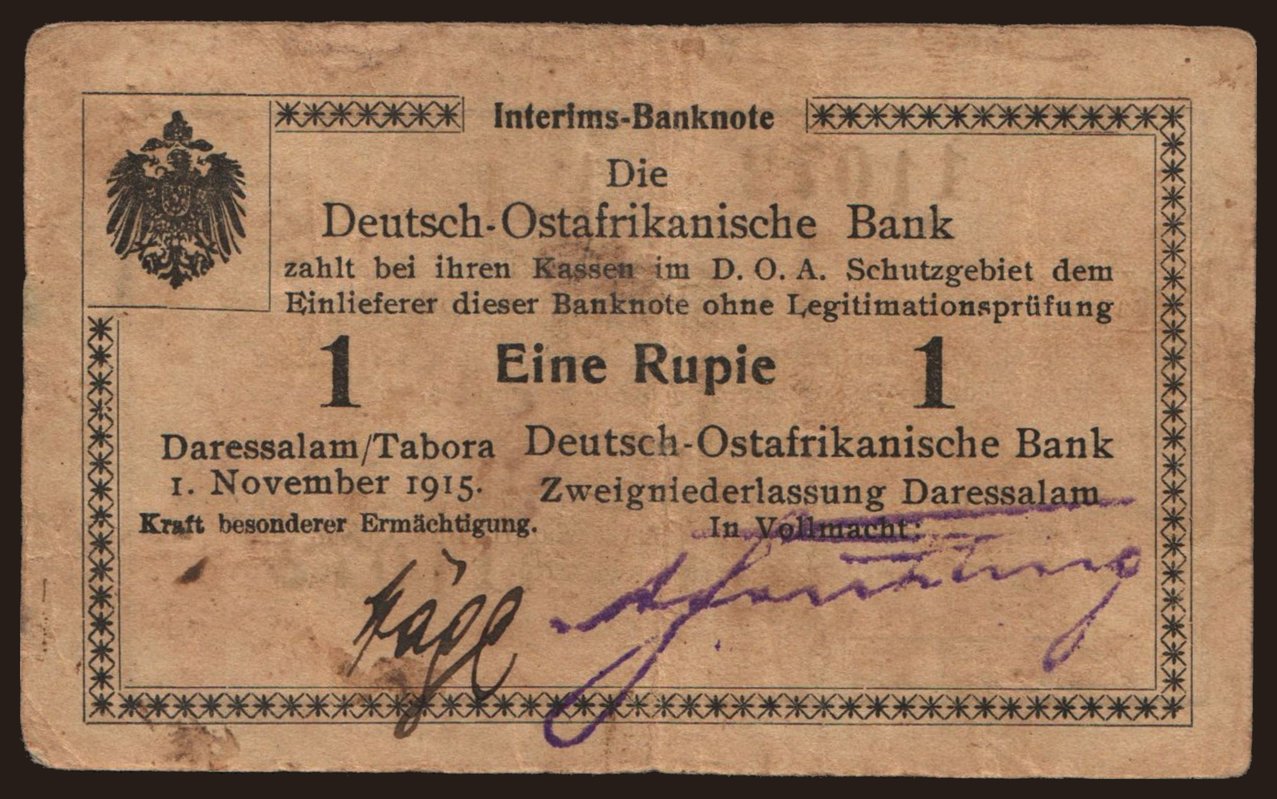 Interims-Banknote
Die
Deutsch-Ostafrikanische Bank
zahlt bei ihren Kassen im D. O. A. Schutzgebiet dem
Einlieferer dieser Banknote ohne Legitimationsprüfung
1 Eine Rupie 1
Daressalam/Tabora Deutsch-Ostafrikanische Bank
1. November 1915. Zweigniederlassung Daressalam
Kraft besonderer Ermächtigung. In Vollmacht: